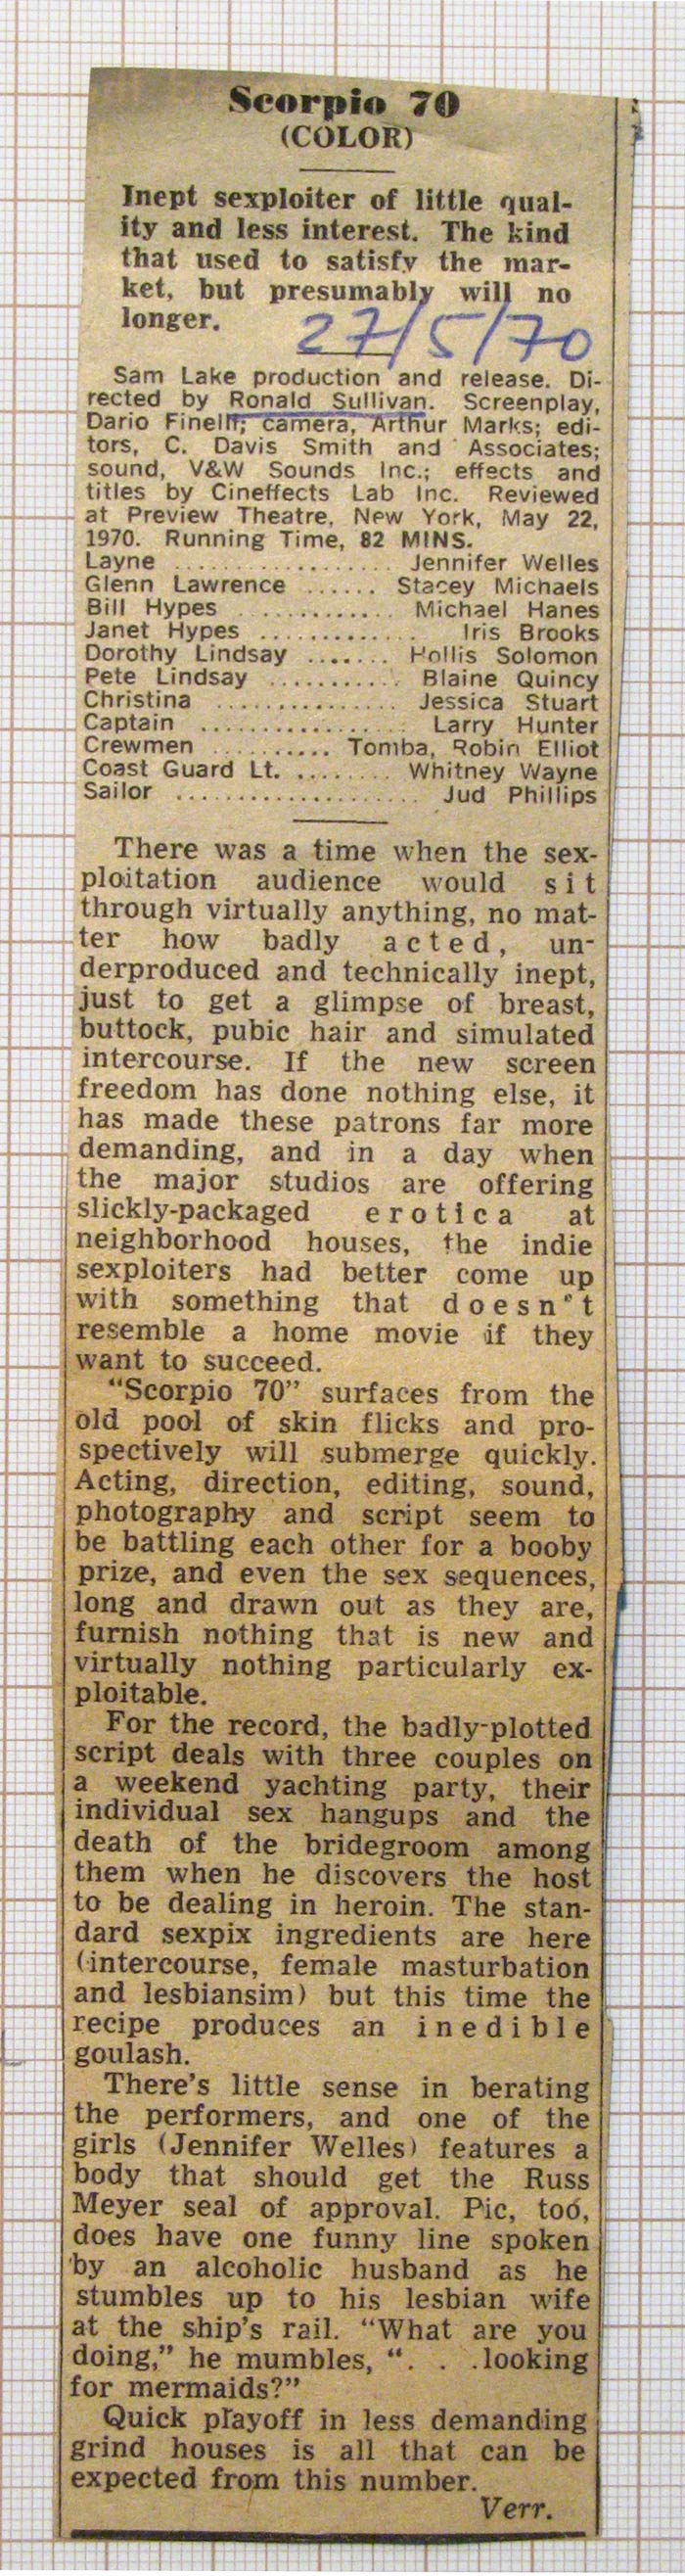 Scorpio 70
(COLOR)
Inept sexploiter of little qual-
ity and less interest. The kind
that used to satisfy the mar-
ket, but presumably will no
longer.
27/5/70
Sam Lake production and release. Di-
rected by Ronald Sullivan. Screenplay,
Dario Finelli; camera, Arthur Marks; edi-
tors, C. Davis Smith and Associates;
sound, V&W Sounds Inc.; effects and
titles by Cineffects Lab Inc. Reviewed
at Preview Theatre, New York, May 22,
1970. Running Time, 82 MINS.
Layne .................. Jennifer Welles
Glenn Lawrence ...... Stacey Michaels
Bill Hypes ............ Michael Hanes
Janet Hypes ............. Iris Brooks
Dorothy Lindsay ....... Hollis Solomon
Pete Lindsay ........... Blaine Quincy
Christina ............... Jessica Stuart
Captain ................. Larry Hunter
Crewmen .......... Tomba, Robin Elliot
Coast Guard Lt. ........ Whitney Wayne
Sailor .................... Jud Phillips
There was a time when the sex-
ploitation audience would sit
through virtually anything, no mat-
ter how badly acted, un-
derproduced and technically inept,
just to get a glimpse of breast,
buttock, pubic hair and simulated
intercourse. If the new screen
freedom has done nothing else, it
has made these patrons far more
demanding, and in a day when
the major studios are offering
slickly-packaged erotica at
neighborhood houses, the indie
sexploiters had better come up
with something that doesn't
resemble a home movie if they
want to succeed.
"Scorpio 70" surfaces from the
old pool of skin flicks and pro-
spectively will submerge quickly.
Acting, direction, editing, sound,
photography and script seem to
be battling each other for a booby
prize, and even the sex sequences,
long and drawn out as they are,
furnish nothing that is new and
virtually nothing particularly ex-
ploitable.
For the record, the badly-plotted
script deals with three couples on
a weekend yachting party, their
individual sex hangups and the
death of the bridegroom among
them when he discovers the host
to be dealing in heroin. The stan-
dard sexpix ingredients are here
(intercourse, female masturbation
and lesbiansim) but this time the
recipe produces an inedible
goulash.
There's little sense in berating
the performers, and one of the
girls (Jennifer Welles) features a
body that should get the Russ
Meyer seal of approval. Pic, too,
does have one funny line spoken
by an alcoholic husband as he
stumbles up to his lesbian wife
at the ship's rail. "What are you
doing," he mumbles, ". . .looking
for mermaids?"
Quick playoff in less demanding
grind houses is all that can be
expected from this number.
Verr.